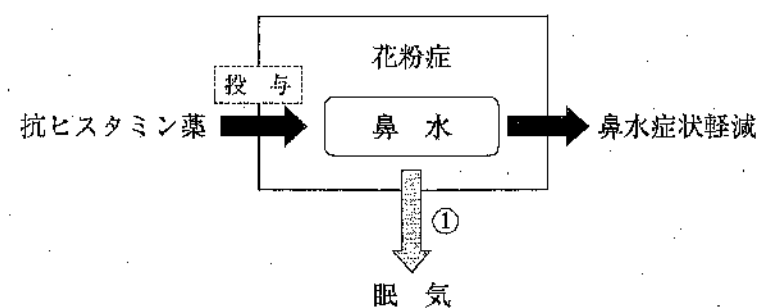 花粉症
投 与
抗ヒスタミン薬
鼻 水
鼻水症状軽減
①
眠 気